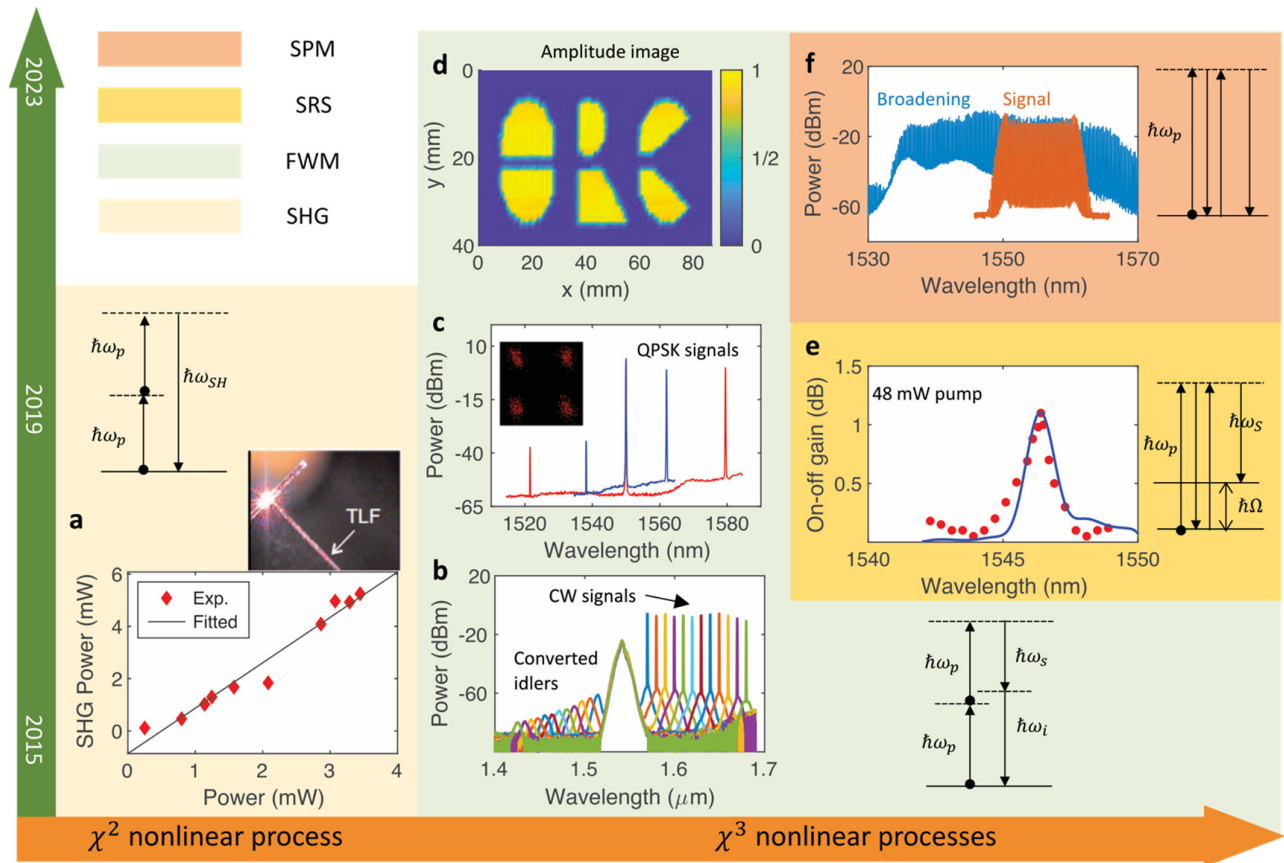 2023
2019
2015
SPM
SRS
FWM
SHG
ħω_p
ħω_p
ħω_SH
a
TLF
SHG Power (mW)
6
4
2
0
Exp.
Fitted
0 1 2 3 4
Power (mW)
d
Amplitude image
y (mm)
0
20
40
0 20 40 60 80
x (mm)
1
1/2
0
c
QPSK signals
Power (dBm)
10
-15
-40
-65
1520 1540 1560 1580
Wavelength (nm)
b
CW signals
Converted
idlers
Power (dBm)
20
-20
-60
1.4 1.5 1.6 1.7
Wavelength (μm)
f
Broadening
Signal
Power (dBm)
20
-20
-60
1530 1550 1570
Wavelength (nm)
ħω_p
e
48 mW pump
On-off gain (dB)
1.5
1
0.5
1540 1545 1550
Wavelength (nm)
ħω_p
ħω_S
ħΩ
ħω_p
ħω_s
ħω_p
ħω_i
χ² nonlinear process
χ³ nonlinear processes